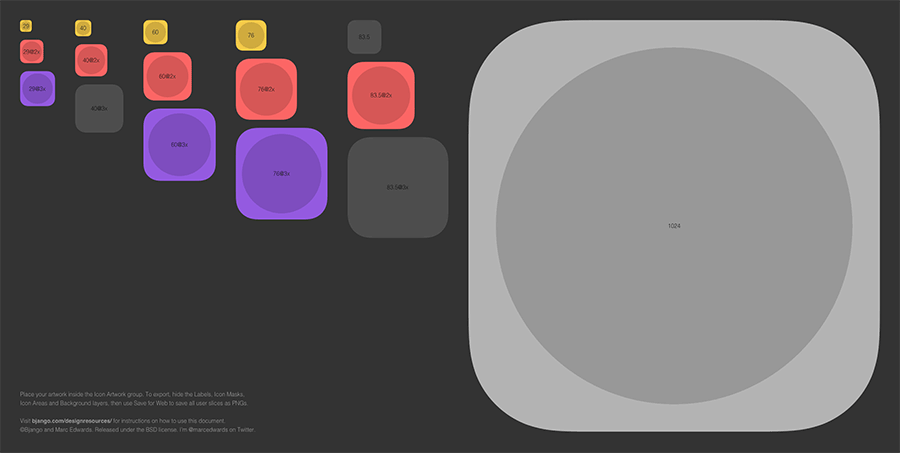 29
40
60
76
83.5
29@2x
40@2x
60@2x
76@2x
83.5@2x
29@3x
40@3x
60@3x
76@3x
83.5@3x
1024
Place your artwork inside the Icon Artwork group. To export, hide the Labels, Icon Masks,
Icon Areas and Background layers, then use Save for Web to save all user slices as PNGs.
Visit bjango.com/designresources/ for instructions on how to use this document.
©Bjango and Marc Edwards. Released under the BSD license. I'm @marcedwards on Twitter.